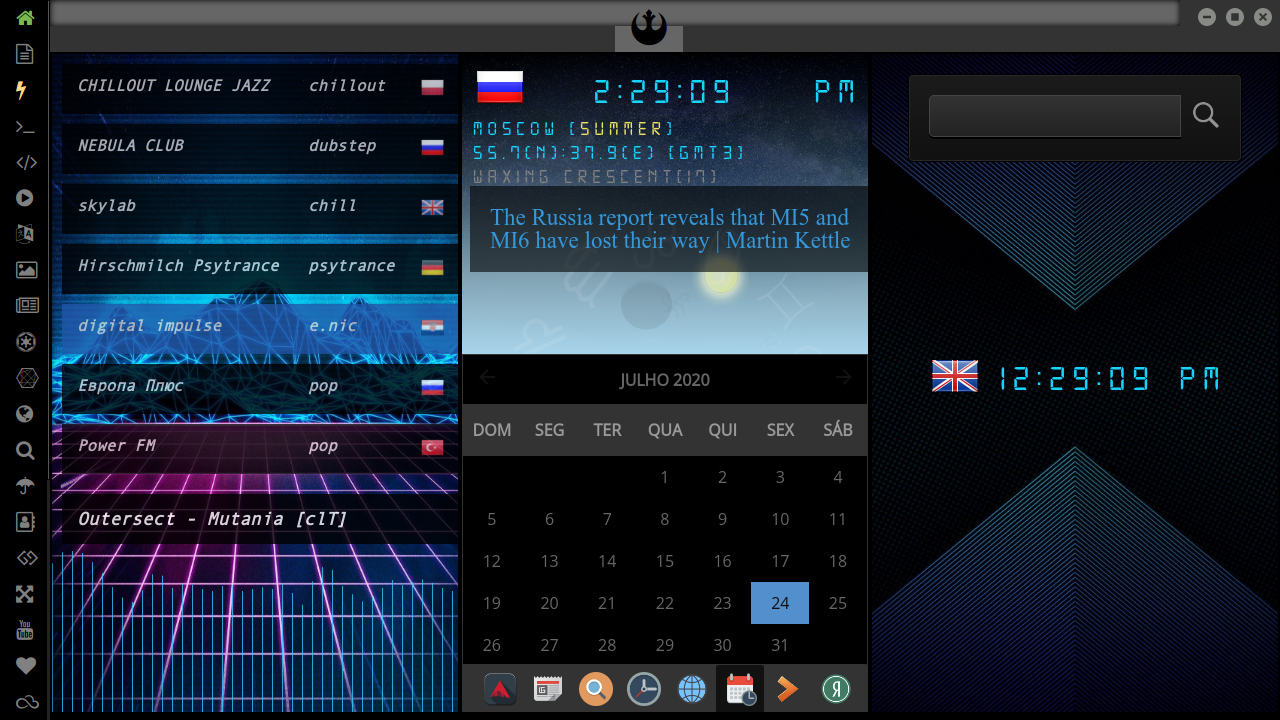 CHILLOUT LOUNGE JAZZ chillout
NEBULA CLUB dubstep
skylab chill
Hirschmilch Psytrance psytrance
digital impulse e.nic
Европа Плюс pop
Power FM pop
Outersect - Mutania [clT]
2:29:09 PM
MOSCOW (SUMMER)
55.7(N):37.9(E) (GMT3)
WAXING CRESCENT(17)
The Russia report reveals that MI5 and
MI6 have lost their way | Martin Kettle
JULHO 2020
DOM SEG TER QUA QUI SEX SÁB
1 2 3 4
5 6 7 8 9 10 11
12 13 14 15 16 17 18
19 20 21 22 23 24 25
26 27 28 29 30 31
Я
12:29:09 PM
You
Tube